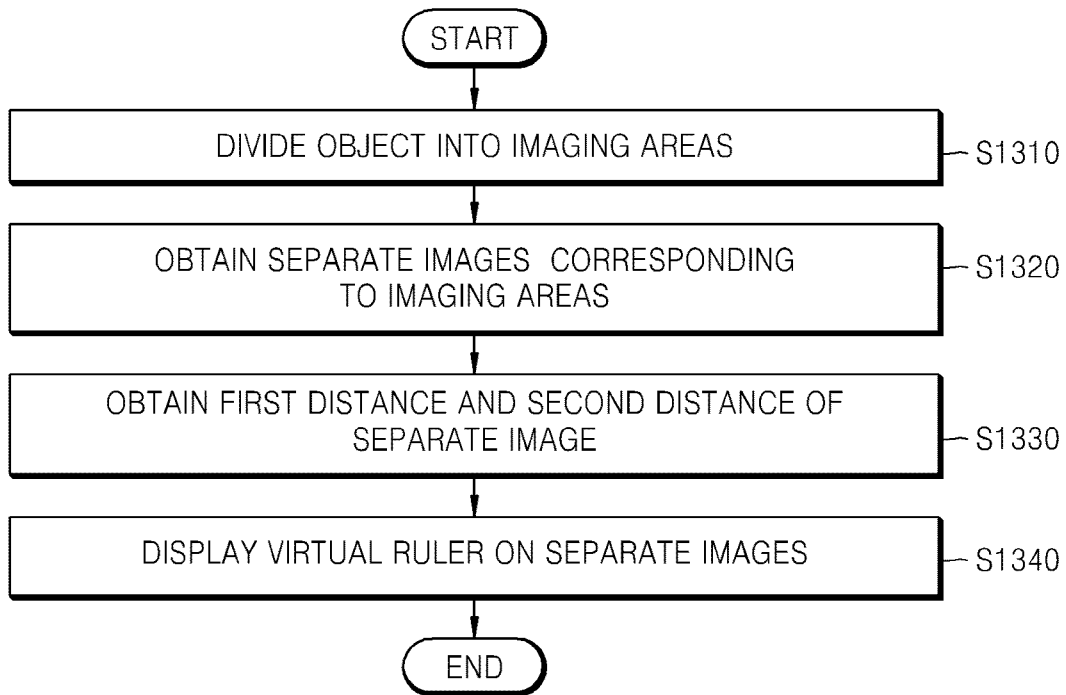 START
DIVIDE OBJECT INTO IMAGING AREAS
S1310
OBTAIN SEPARATE IMAGES CORRESPONDING
TO IMAGING AREAS
S1320
OBTAIN FIRST DISTANCE AND SECOND DISTANCE OF
SEPARATE IMAGE
S1330
DISPLAY VIRTUAL RULER ON SEPARATE IMAGES
S1340
END